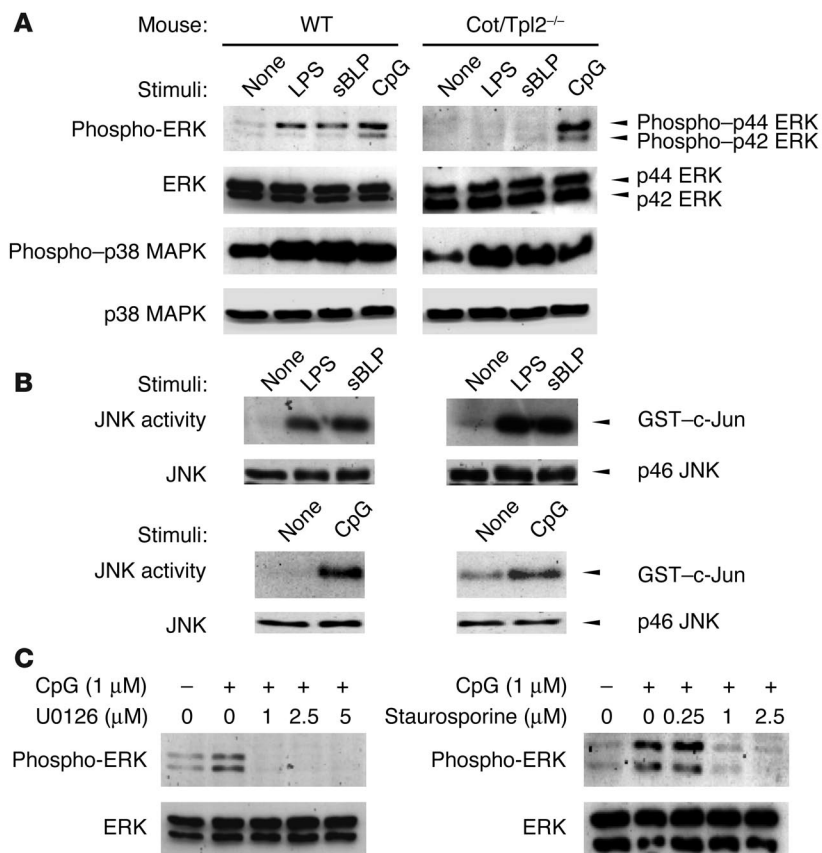 A
Mouse: WT Cot/Tpl2–/–
Stimuli: None LPS sBLP CpG None LPS sBLP CpG
Phospho-ERK Phospho–p44 ERK
Phospho–p42 ERK
ERK p44 ERK
p42 ERK
Phospho–p38 MAPK
p38 MAPK
B
Stimuli: None LPS sBLP None LPS sBLP
JNK activity GST–c-Jun
JNK p46 JNK
Stimuli: None CpG None CpG
JNK activity GST–c-Jun
JNK p46 JNK
C
CpG (1 μM) – + + + + CpG (1 μM) – + + + +
U0126 (μM) 0 0 1 2.5 5 Staurosporine (μM) 0 0 0.25 1 2.5
Phospho-ERK Phospho-ERK
ERK ERK